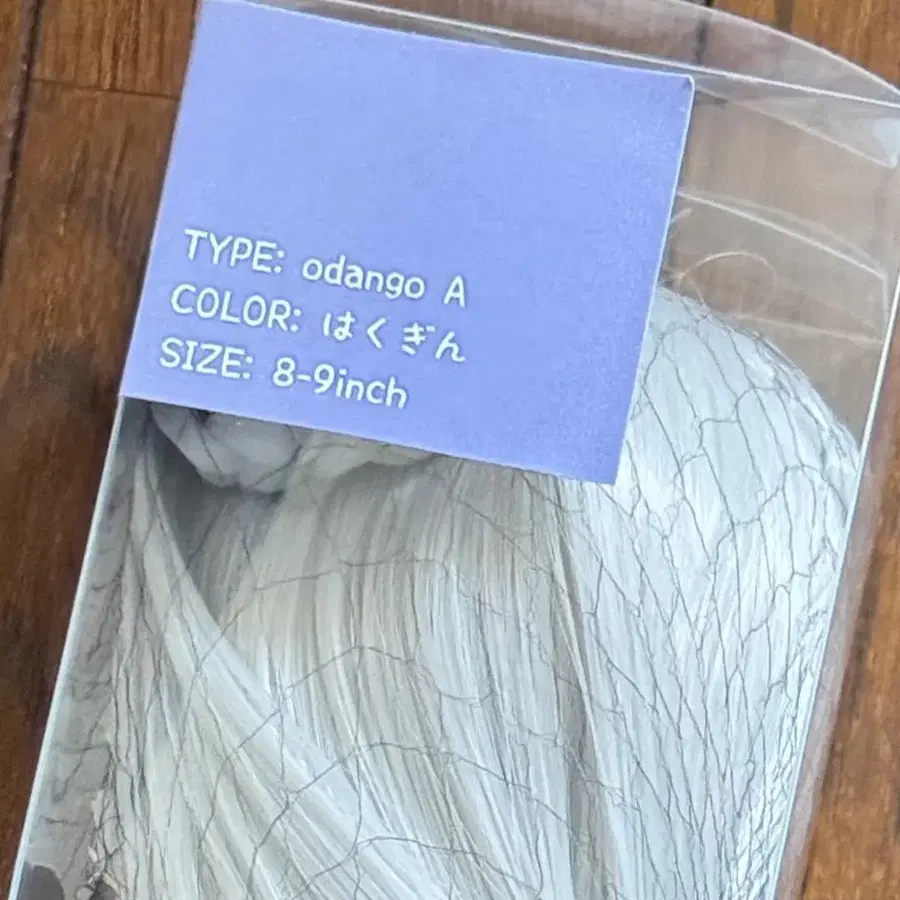 TYPE: odango A
COLOR: はくぎん
SIZE: 8-9inch